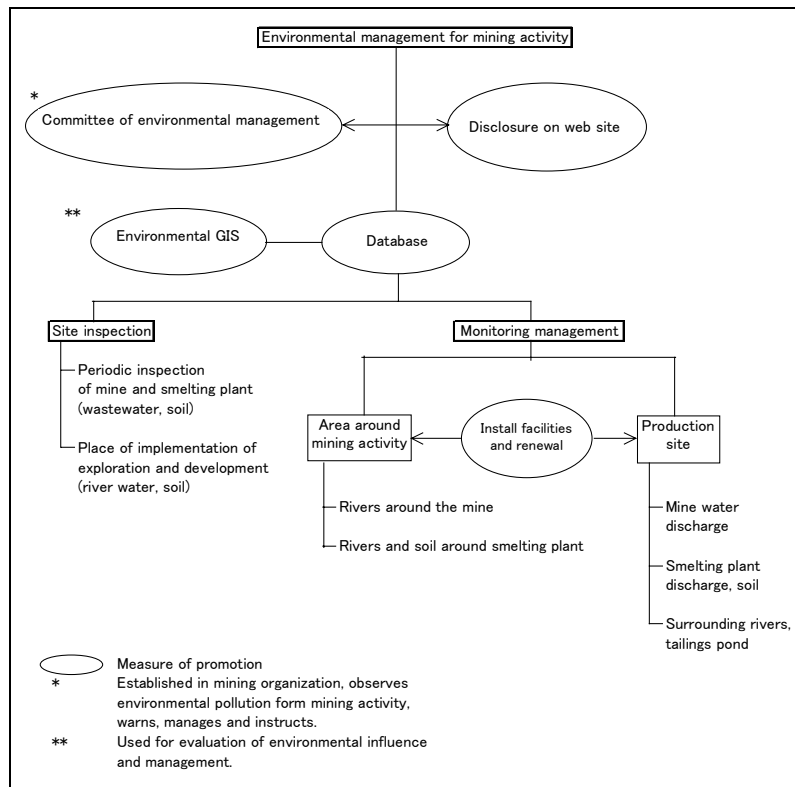 Environmental management for mining activity
*
Committee of environmental management
Disclosure on web site
**
Environmental GIS
Database
Site inspection
Monitoring management
Periodic inspection
of mine and smelting plant
(wastewater, soil)
Place of implementation of
exploration and development
(river water, soil)
Area around
mining activity
Install facilities
and renewal
Production
site
Rivers around the mine
Rivers and soil around smelting plant
Mine water
discharge
Smelting plant
discharge, soil
Surrounding rivers,
tailings pond
Measure of promotion
* Established in mining organization, observes
environmental pollution form mining activity,
warns, manages and instructs.
** Used for evaluation of environmental influence
and management.